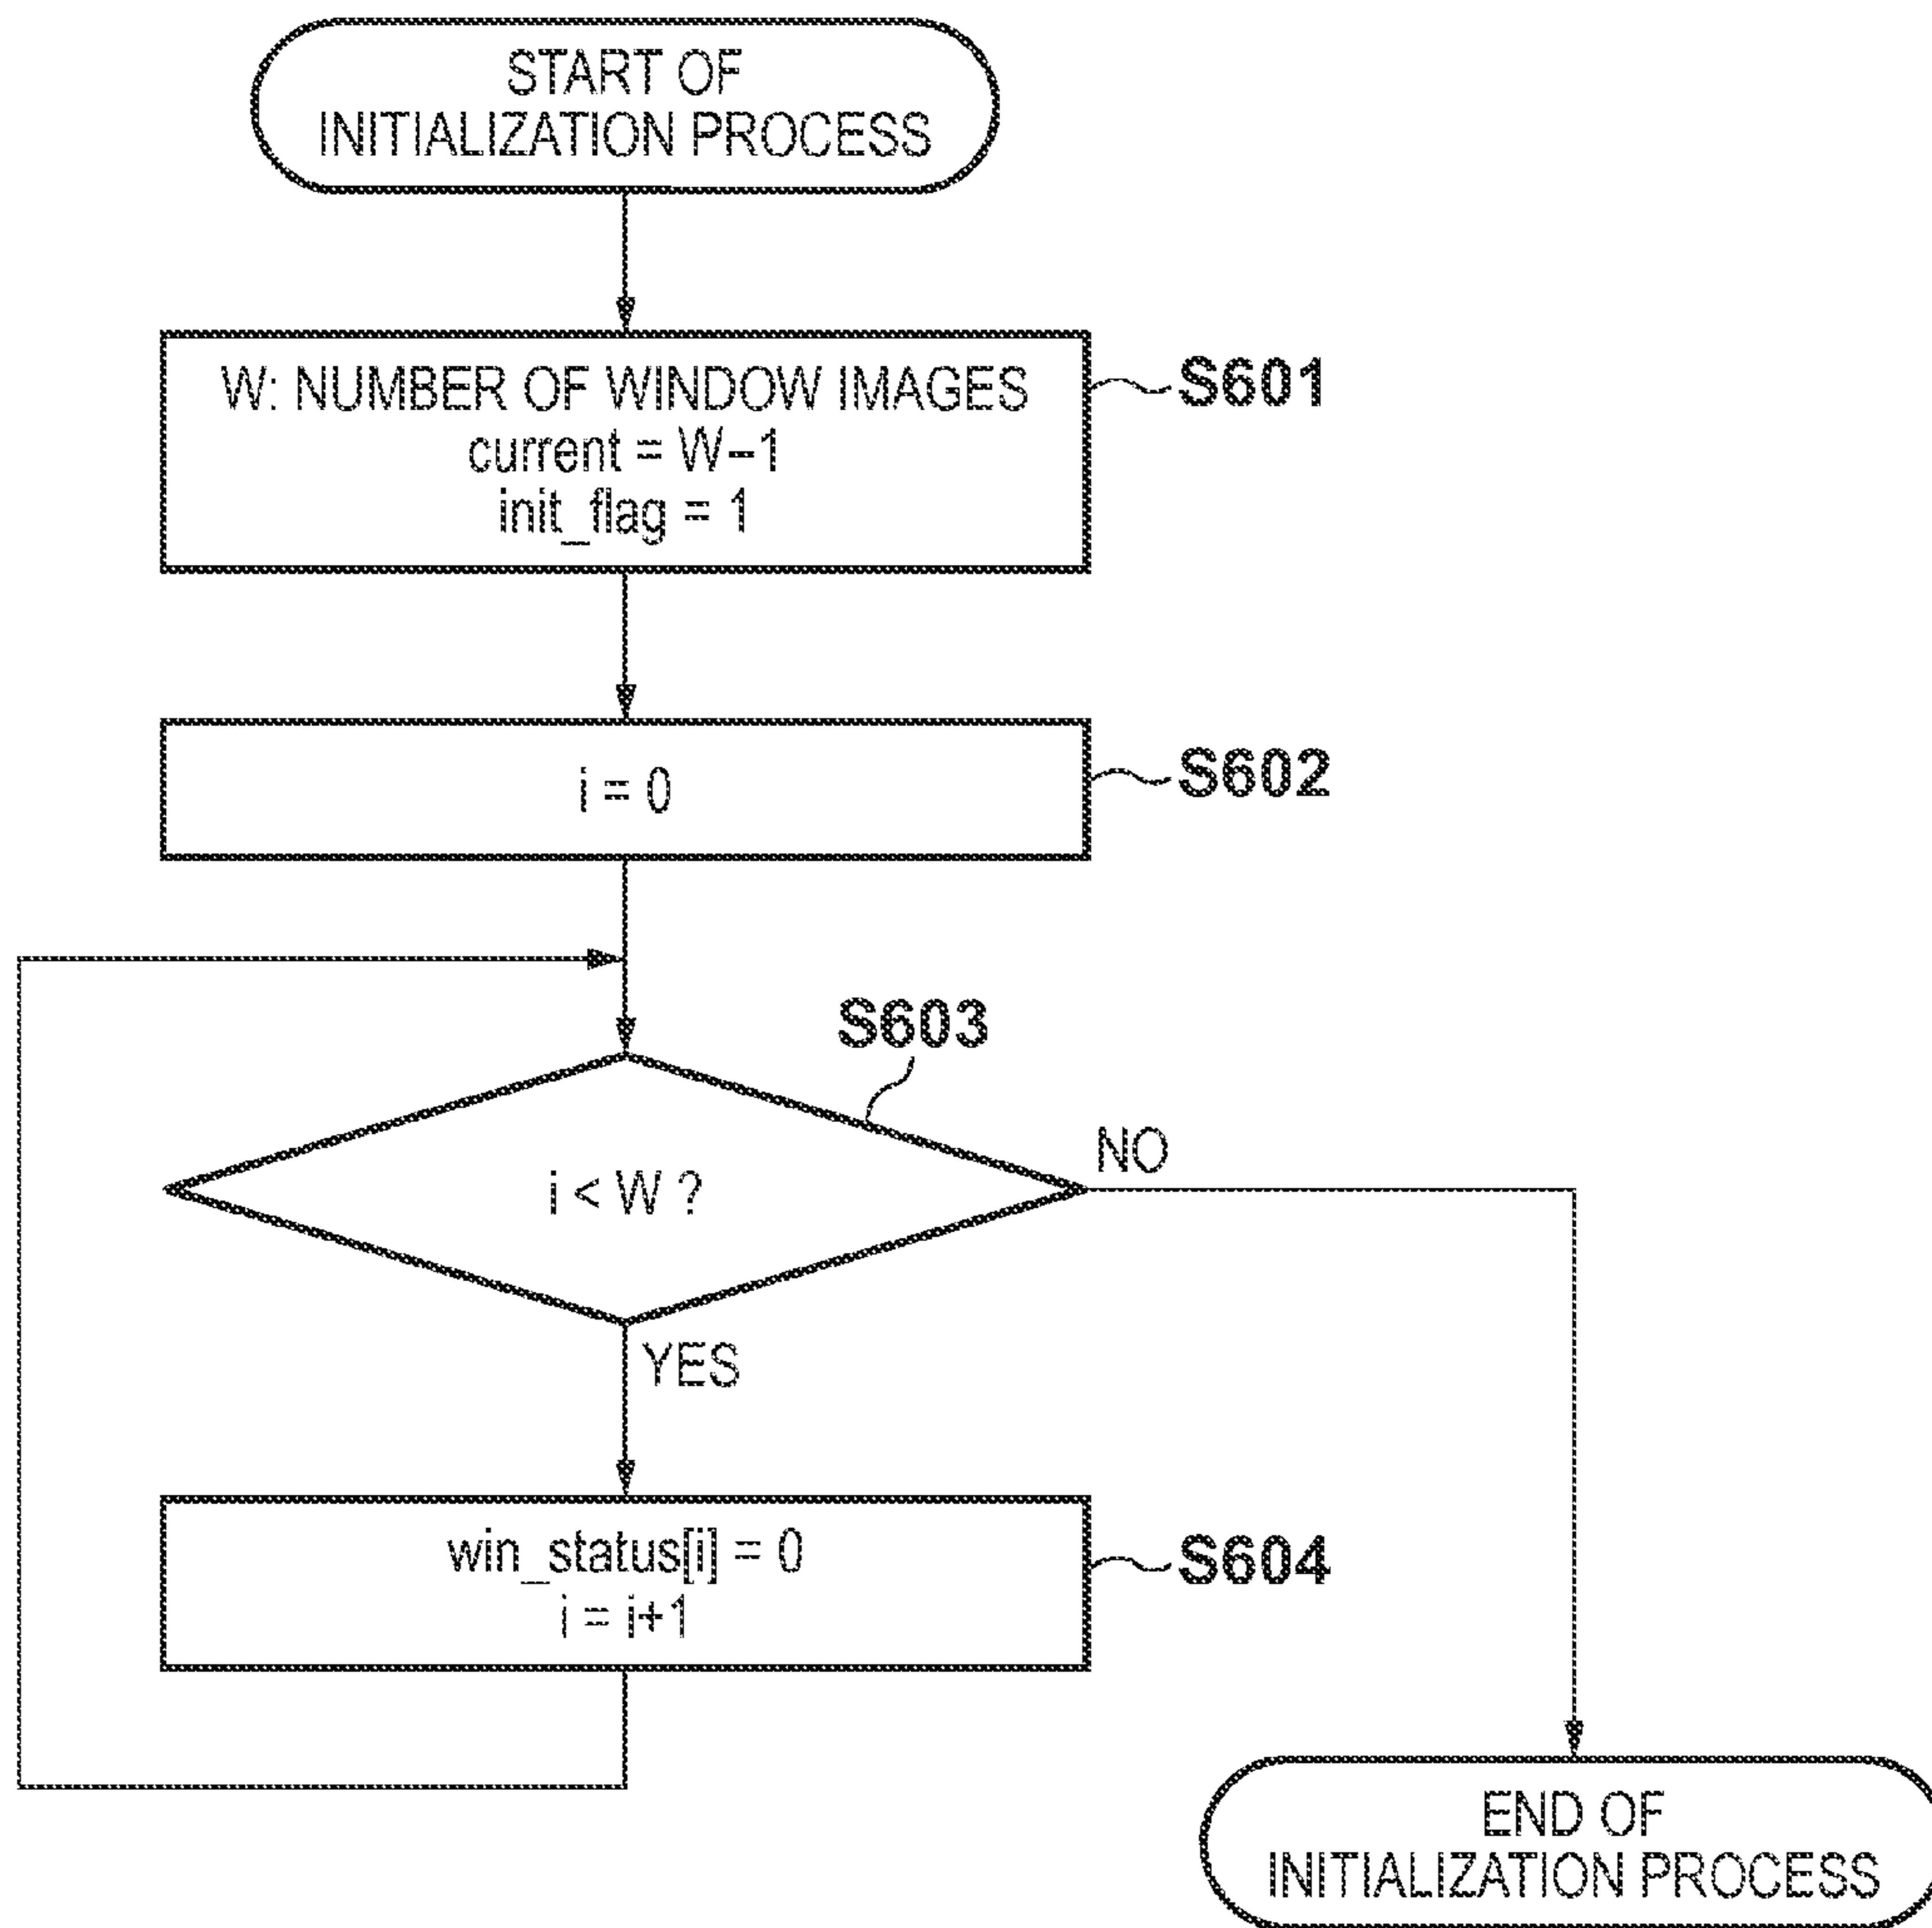 START OF
INITIALIZATION PROCESS
W: NUMBER OF WINDOW IMAGES
current = W-1
init_flag = 1
S601
i = 0
S602
S603
i < W ?
NO
YES
win_status[i] = 0
i = i+1
S604
END OF
INITIALIZATION PROCESS